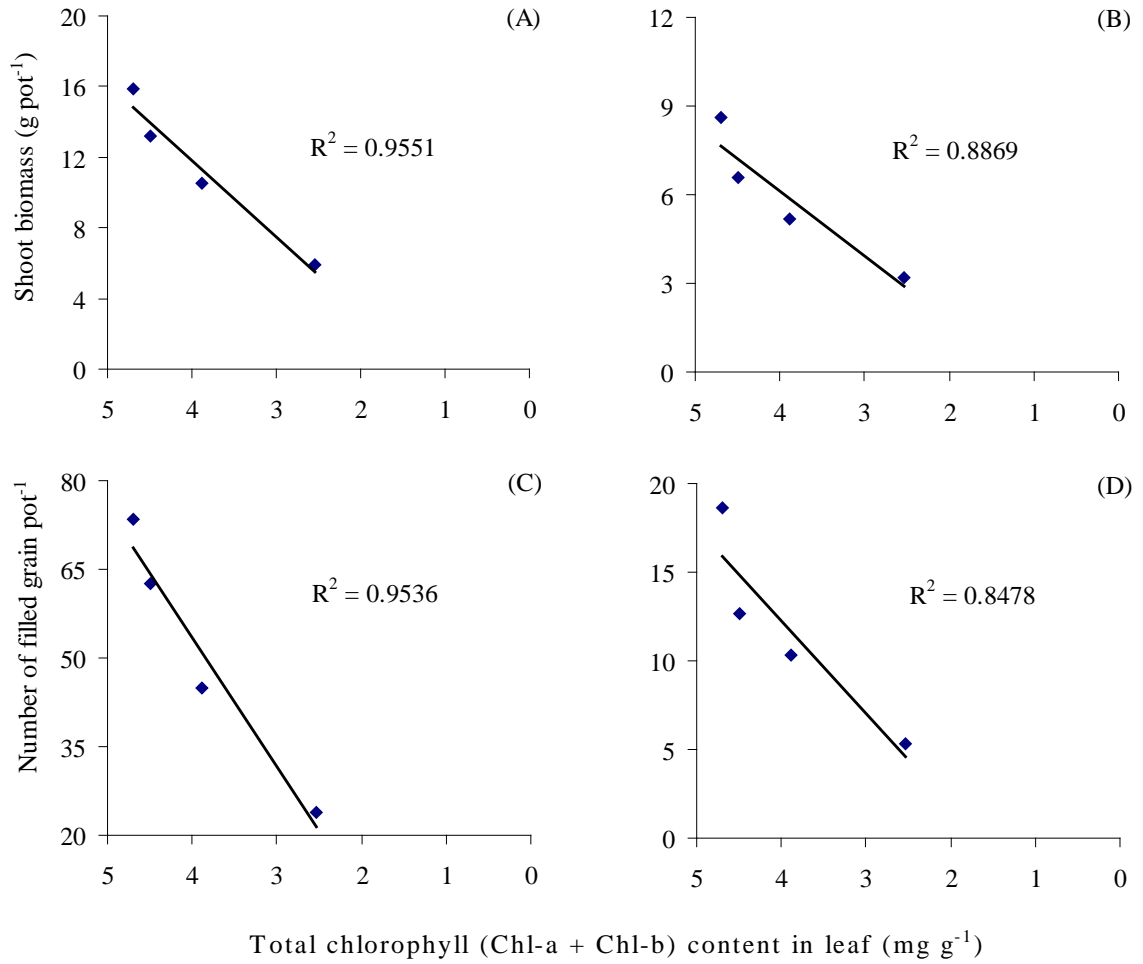 (A)
Shoot biomass (g pot-1)
20
16
12
8
4
0
R2 = 0.9551
5 4 3 2 1 0
(B)
12
9
6
3
0
R2 = 0.8869
5 4 3 2 1 0
(C)
Number of filled grain pot-1
80
65
50
35
20
R2 = 0.9536
5 4 3 2 1 0
(D)
20
15
10
5
0
R2 = 0.8478
5 4 3 2 1 0
Total chlorophyll (Chl-a + Chl-b) content in leaf (mg g-1)